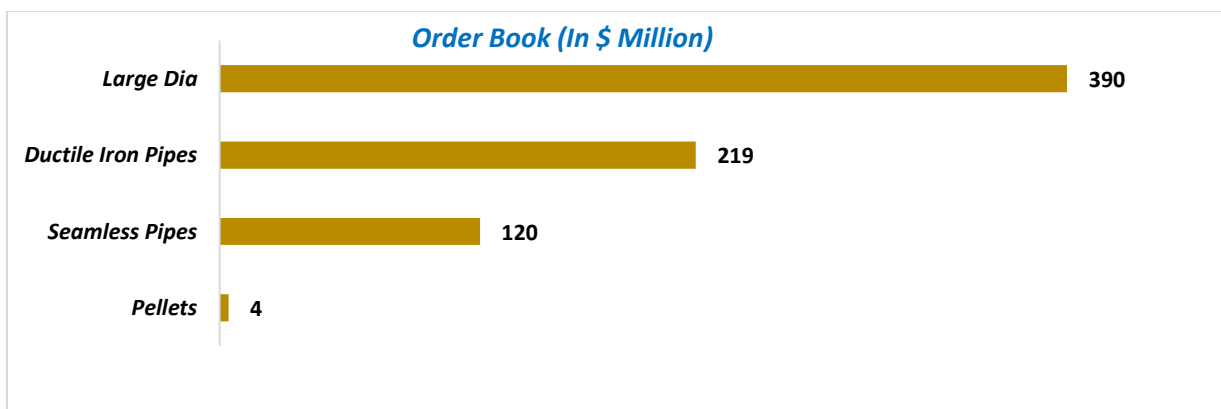 Order Book (In $ Million)
Large Dia 390
Ductile Iron Pipes 219
Seamless Pipes 120
Pellets 4